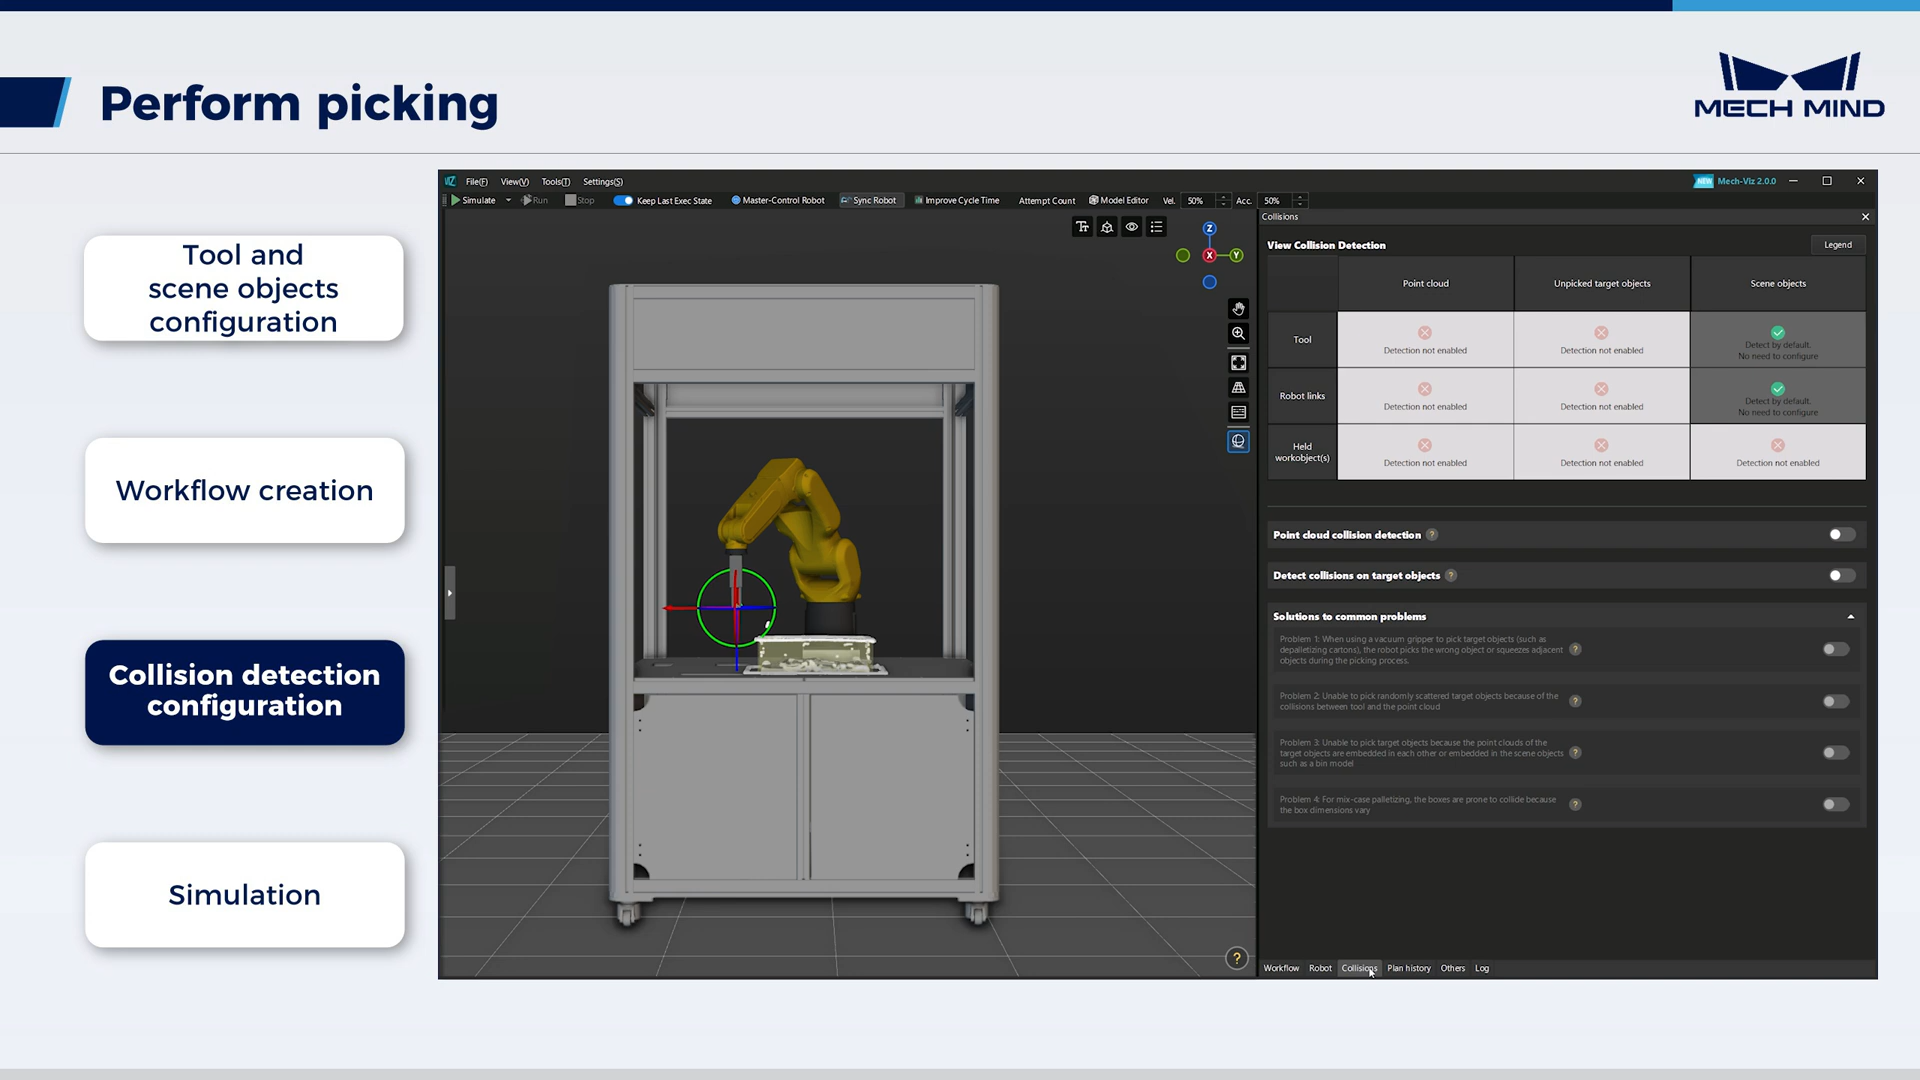 Perform picking
MECH MIND
Tool and
scene objects
configuration
Workflow creation
Collision detection
configuration
Simulation
File(F) View(V) Tools(T) Settings(S)
NEW Mech-Viz 2.0.0
Simulate Run Stop Keep Last Exec State Master-Control Robot Sync Robot Improve Cycle Time Attempt Count Model Editor Vel. 50% Acc. 50%
Z
X
Y
?
Collisions
View Collision Detection
Legend
Point cloud Unpicked target objects Scene objects
Tool
Detection not enabled
Detection not enabled
Detect by default.
No need to configure
Robot links
Detection not enabled
Detection not enabled
Detect by default.
No need to configure
Held
workobject(s)
Detection not enabled
Detection not enabled
Detection not enabled
Point cloud collision detection ?
Detect collisions on target objects ?
Solutions to common problems
Problem 1: When using a vacuum gripper to pick target objects (such as
depalletizing cartons), the robot picks the wrong object or squeezes adjacent ?
objects during the picking process.
Problem 2: Unable to pick randomly scattered target objects because of the
collisions between tool and the point cloud ?
Problem 3: Unable to pick target objects because the point clouds of the
target objects are embedded in each other or embedded in the scene objects ?
such as a bin model
Problem 4: For mix-case palletizing, the boxes are prone to collide because
the box dimensions vary ?
Workflow Robot Collisions Plan history Others Log